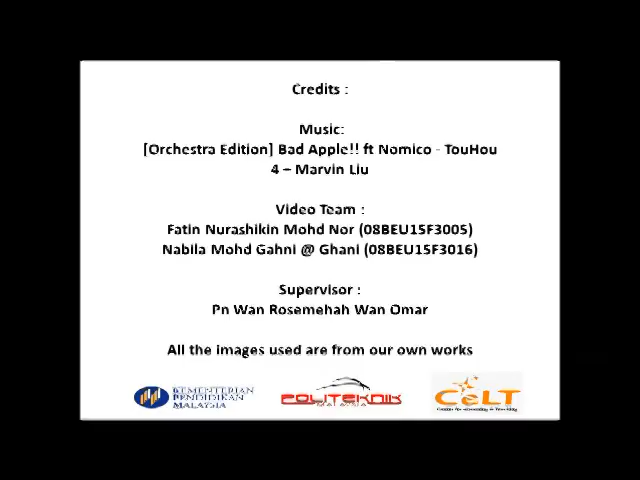 Credits :
Music:
[Orchestra Edition] Bad Apple!! ft Nomico - TouHou
4 – Marvin Liu
Video Team :
Fatin Nurashikin Mohd Nor (08BEU15F3005)
Nabila Mohd Gahni @ Ghani (08BEU15F3016)
Supervisor :
Pn Wan Rosemehah Wan Omar
All the images used are from our own works
KEMENTERIAN
PENDIDIKAN
MALAYSIA
POLITEKNIK
MALAYSIA
CeLT